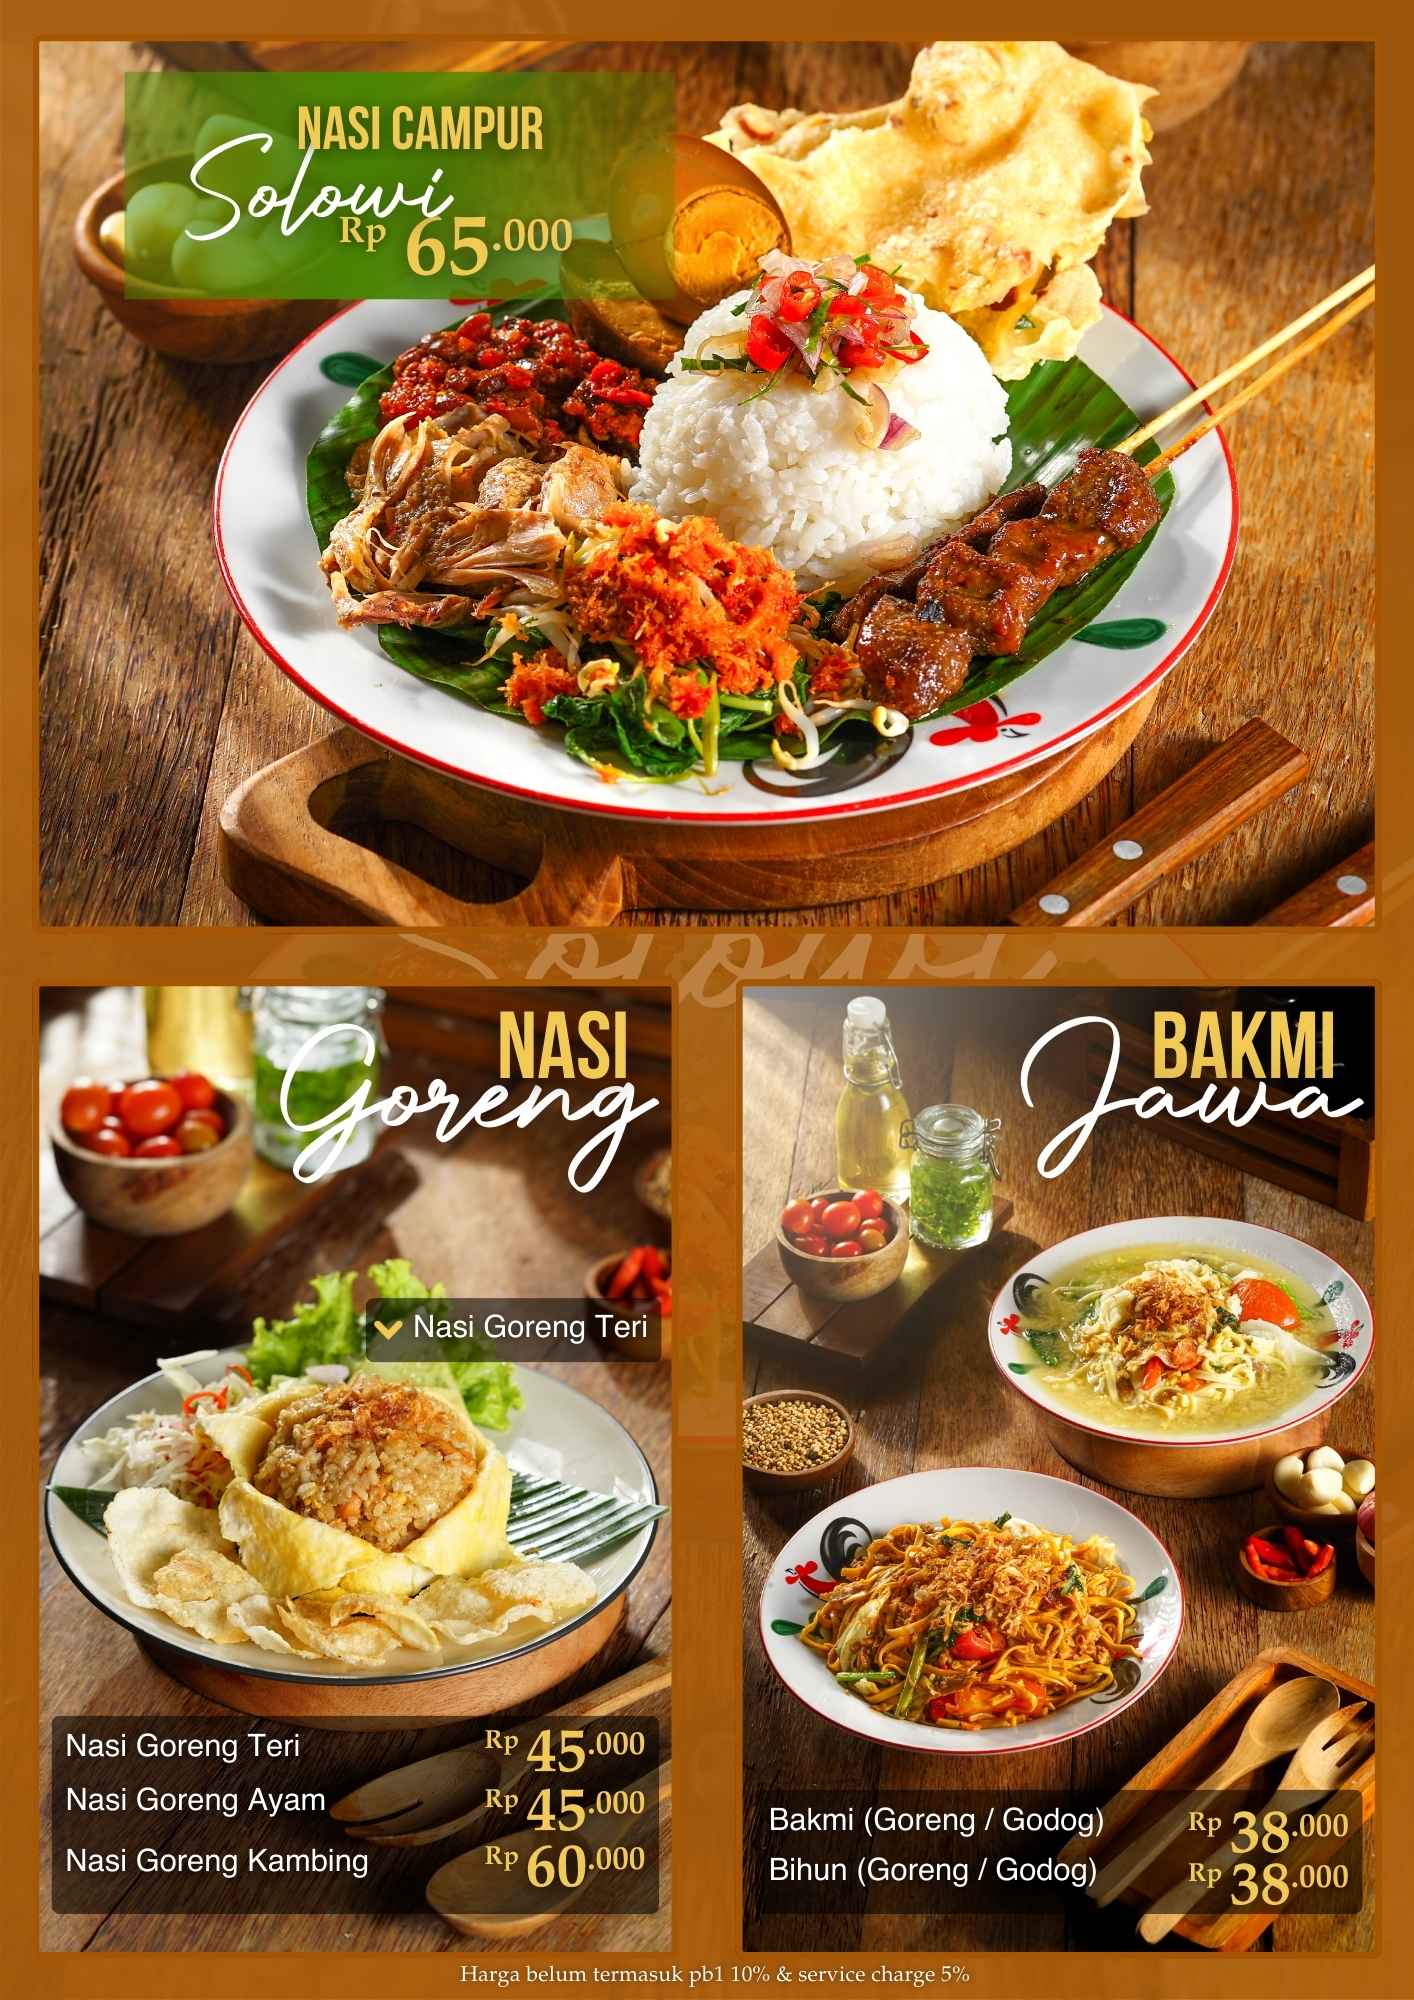 NASI CAMPUR
Solowi
Rp 65.000
Solowi
NASI
Goreng
Nasi Goreng Teri
Nasi Goreng Teri Rp 45.000
Nasi Goreng Ayam Rp 45.000
Nasi Goreng Kambing Rp 60.000
BAKMI
Jawa
Bakmi (Goreng / Godog) Rp 38.000
Bihun (Goreng / Godog) Rp 38.000
Harga belum termasuk pb1 10% & service charge 5%